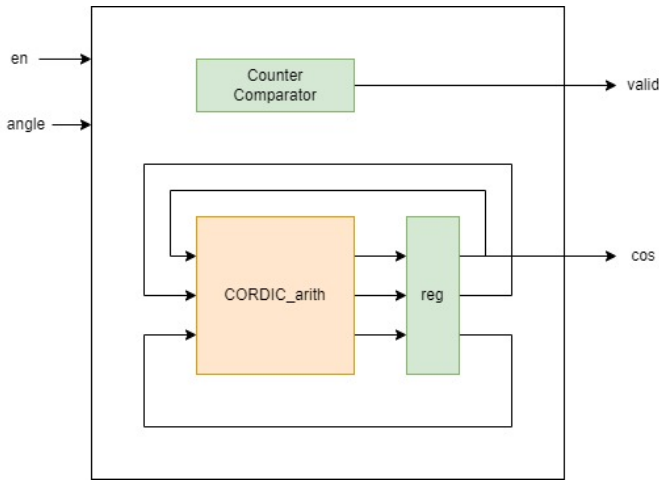 en
Counter
Comparator
valid
angle
CORDIC_arith
reg
cos